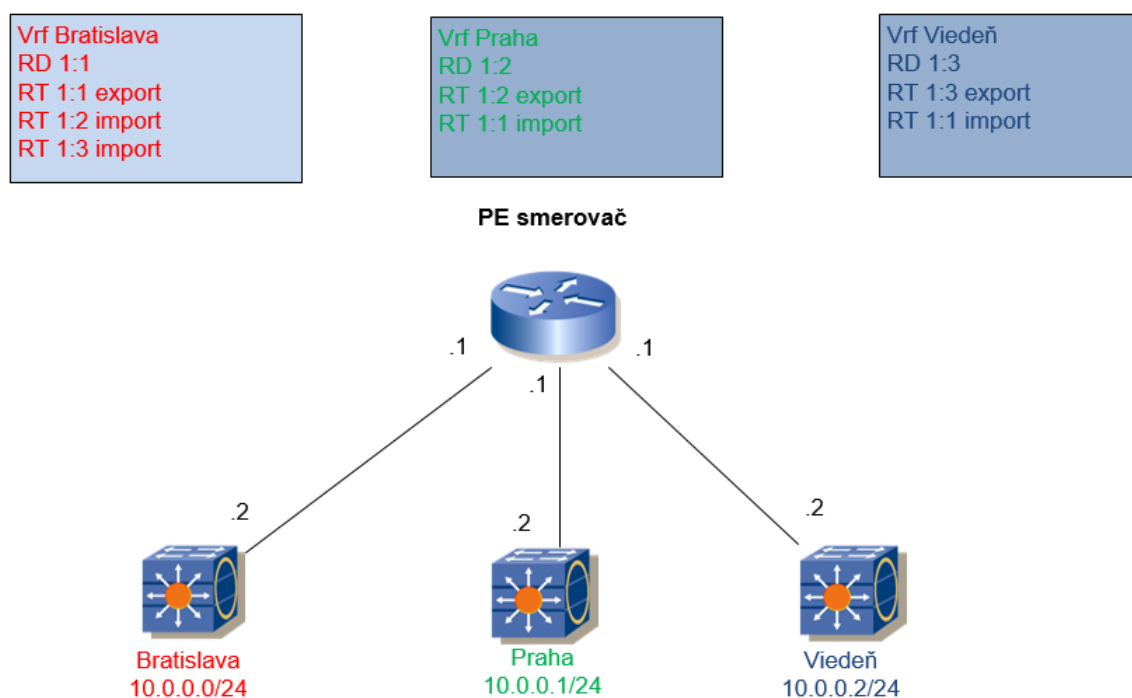 Vrf Bratislava
RD 1:1
RT 1:1 export
RT 1:2 import
RT 1:3 import
Vrf Praha
RD 1:2
RT 1:2 export
RT 1:1 import
Vrf Viedeň
RD 1:3
RT 1:3 export
RT 1:1 import
PE smerovač
.1
.1
.1
.2
.2
.2
Bratislava
10.0.0.0/24
Praha
10.0.0.1/24
Viedeň
10.0.0.2/24